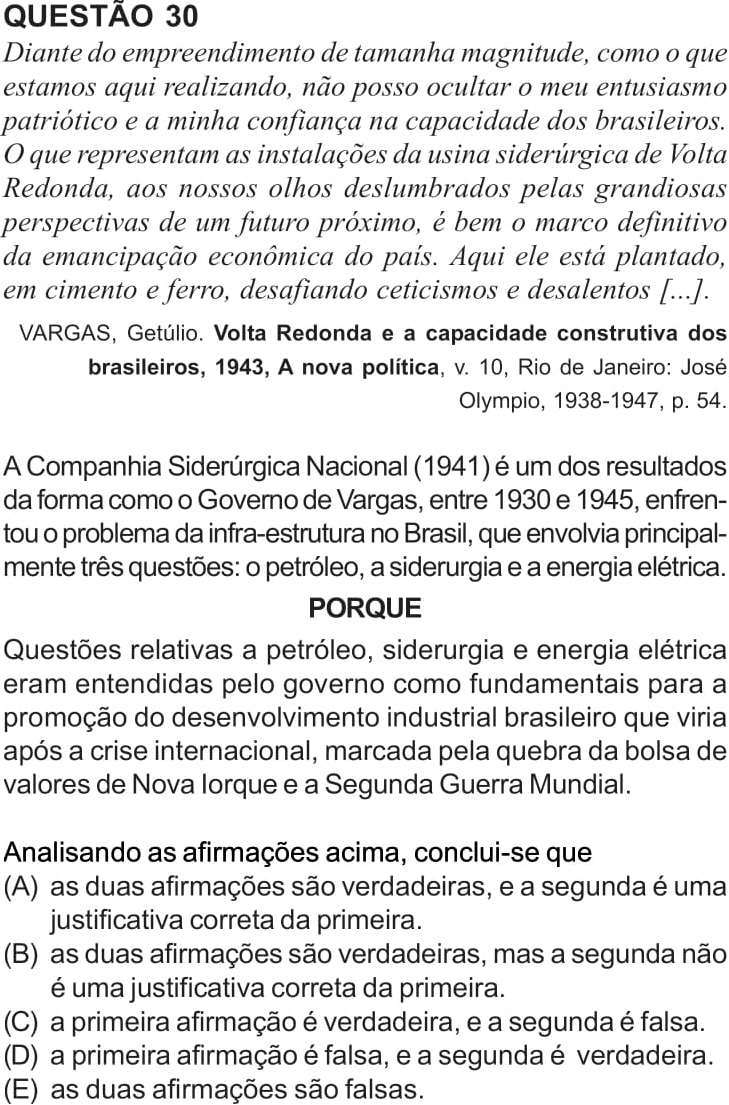 QUESTÃO 30
Diante do empreendimento de tamanha magnitude, como o que
estamos aqui realizando, não posso ocultar o meu entusiasmo
patriótico e a minha confiança na capacidade dos brasileiros.
O que representam as instalações da usina siderúrgica de Volta
Redonda, aos nossos olhos deslumbrados pelas grandiosas
perspectivas de um futuro próximo, é bem o marco definitivo
da emancipação econômica do país. Aqui ele está plantado,
em cimento e ferro, desafiando ceticismos e desalentos [...].
VARGAS, Getúlio. Volta Redonda e a capacidade construtiva dos
brasileiros, 1943, A nova política, v. 10, Rio de Janeiro: José
Olympio, 1938-1947, p. 54.
A Companhia Siderúrgica Nacional (1941) é um dos resultados
da forma como o Governo de Vargas, entre 1930 e 1945, enfren-
tou o problema da infra-estrutura no Brasil, que envolvia principal-
mente três questões: o petróleo, a siderurgia e a energia elétrica.
PORQUE
Questões relativas a petróleo, siderurgia e energia elétrica
eram entendidas pelo governo como fundamentais para a
promoção do desenvolvimento industrial brasileiro que viria
após a crise internacional, marcada pela quebra da bolsa de
valores de Nova Iorque e a Segunda Guerra Mundial.
Analisando as afirmações acima, conclui-se que
(A) as duas afirmações são verdadeiras, e a segunda é uma
justificativa correta da primeira.
(B) as duas afirmações são verdadeiras, mas a segunda não
é uma justificativa correta da primeira.
(C) a primeira afirmação é verdadeira, e a segunda é falsa.
(D) a primeira afirmação é falsa, e a segunda é verdadeira.
(E) as duas afirmações são falsas.